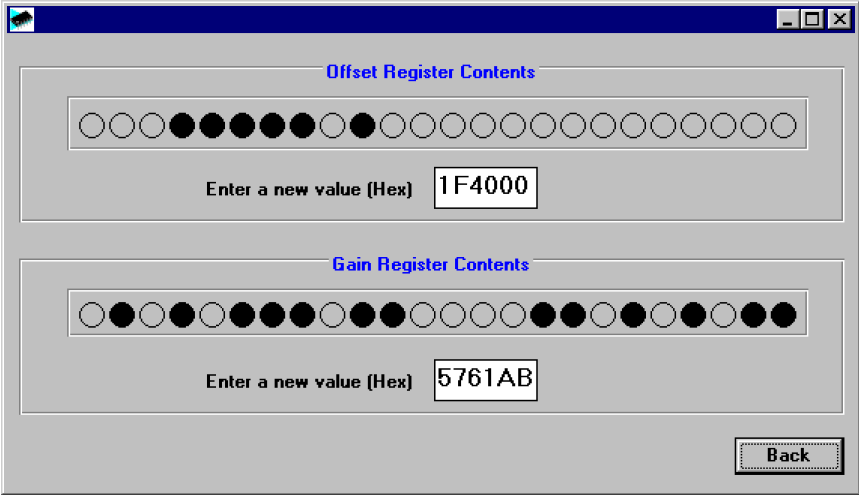 Offset Register Contents
Enter a new value (Hex) 1F4000
Gain Register Contents
Enter a new value (Hex) 5761AB
Back